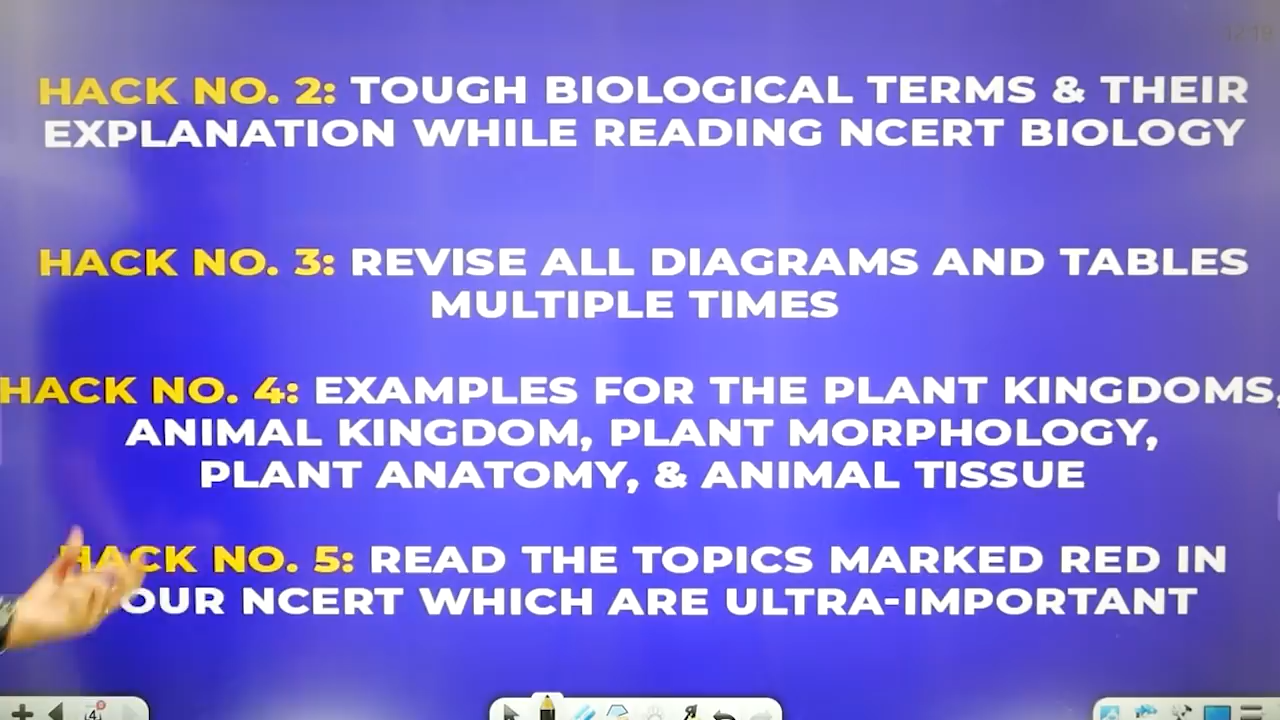 HACK NO. 2: TOUGH BIOLOGICAL TERMS & THEIR
EXPLANATION WHILE READING NCERT BIOLOGY
HACK NO. 3: REVISE ALL DIAGRAMS AND TABLES
MULTIPLE TIMES
HACK NO. 4: EXAMPLES FOR THE PLANT KINGDOMS,
ANIMAL KINGDOM, PLANT MORPHOLOGY,
PLANT ANATOMY, & ANIMAL TISSUE
HACK NO. 5: READ THE TOPICS MARKED RED IN
OUR NCERT WHICH ARE ULTRA-IMPORTANT
4